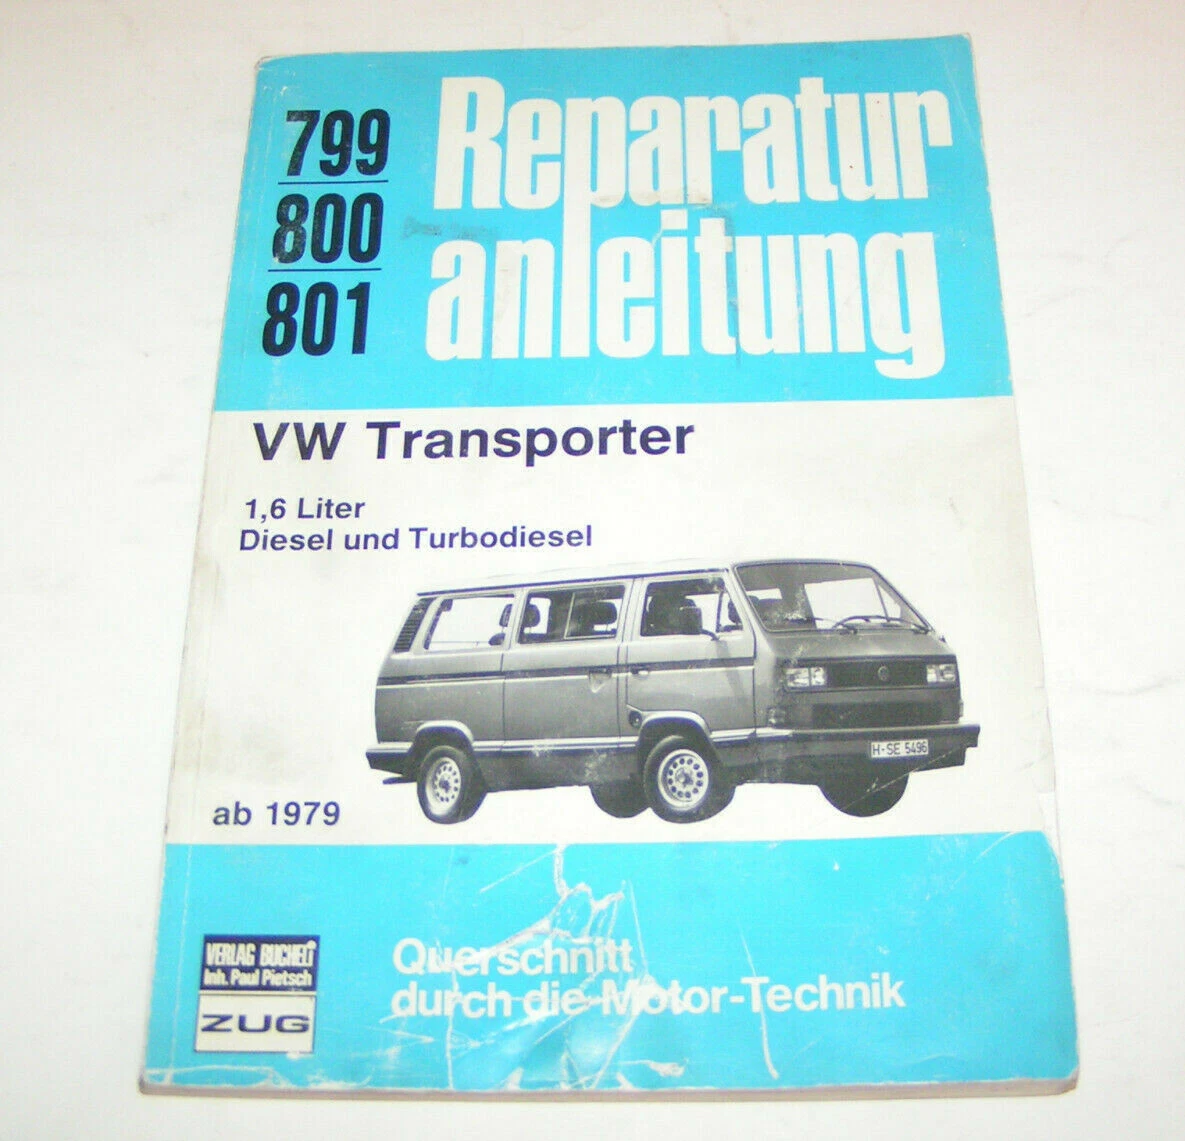 799
800
801
Reparatur
anleitung
VW Transporter
1,6 Liter
Diesel und Turbodiesel
H-SE 5496
ab 1979
Querschnitt
durch die Motor-Technik
VERLAG BUCHELI
Inh. Paul Pietsch
ZUG